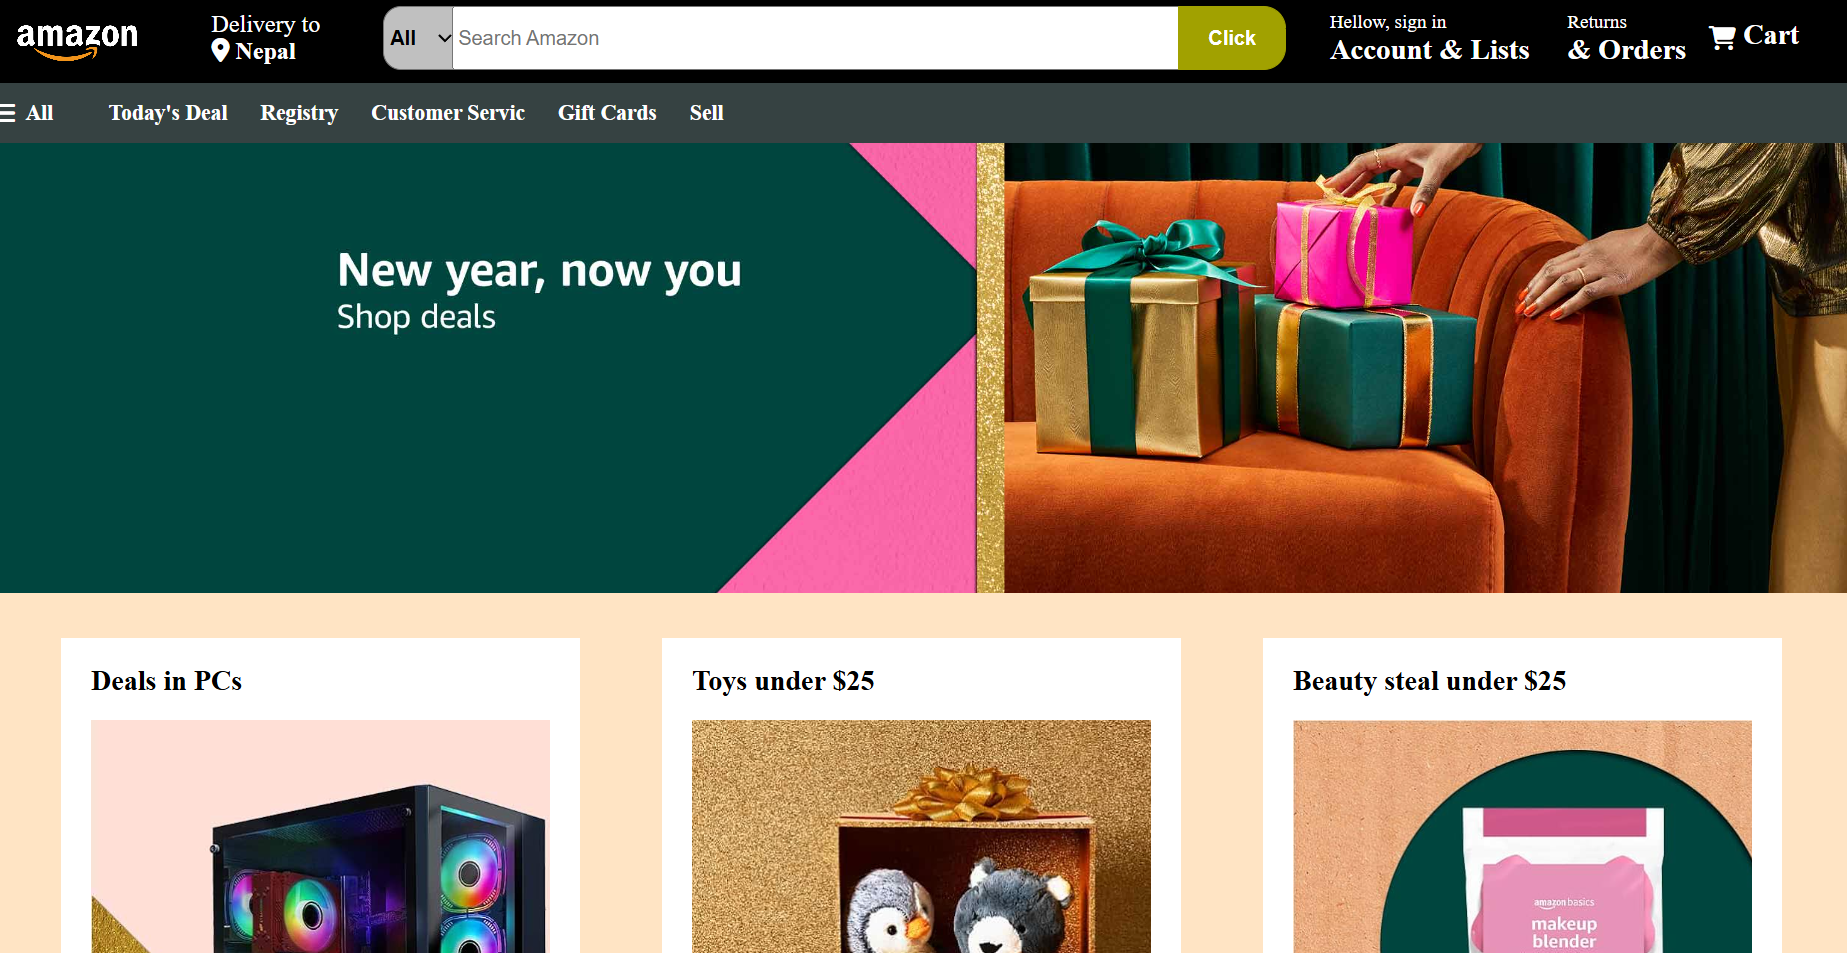 amazon
Delivery to
Nepal
All
Search Amazon
Click
Hellow, sign in
Account & Lists
Returns
& Orders
Cart
All
Today's Deal
Registry
Customer Servic
Gift Cards
Sell
New year, now you
Shop deals
Deals in PCs
Toys under $25
Beauty steal under $25
amazon basics
makeup
blender